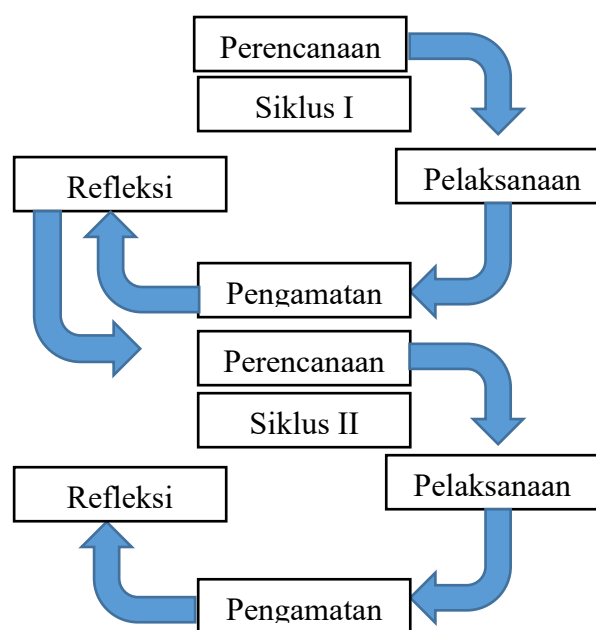 Perencanaan
Siklus I
Refleksi
Pelaksanaan
Pengamatan
Perencanaan
Siklus II
Refleksi
Pelaksanaan
Pengamatan